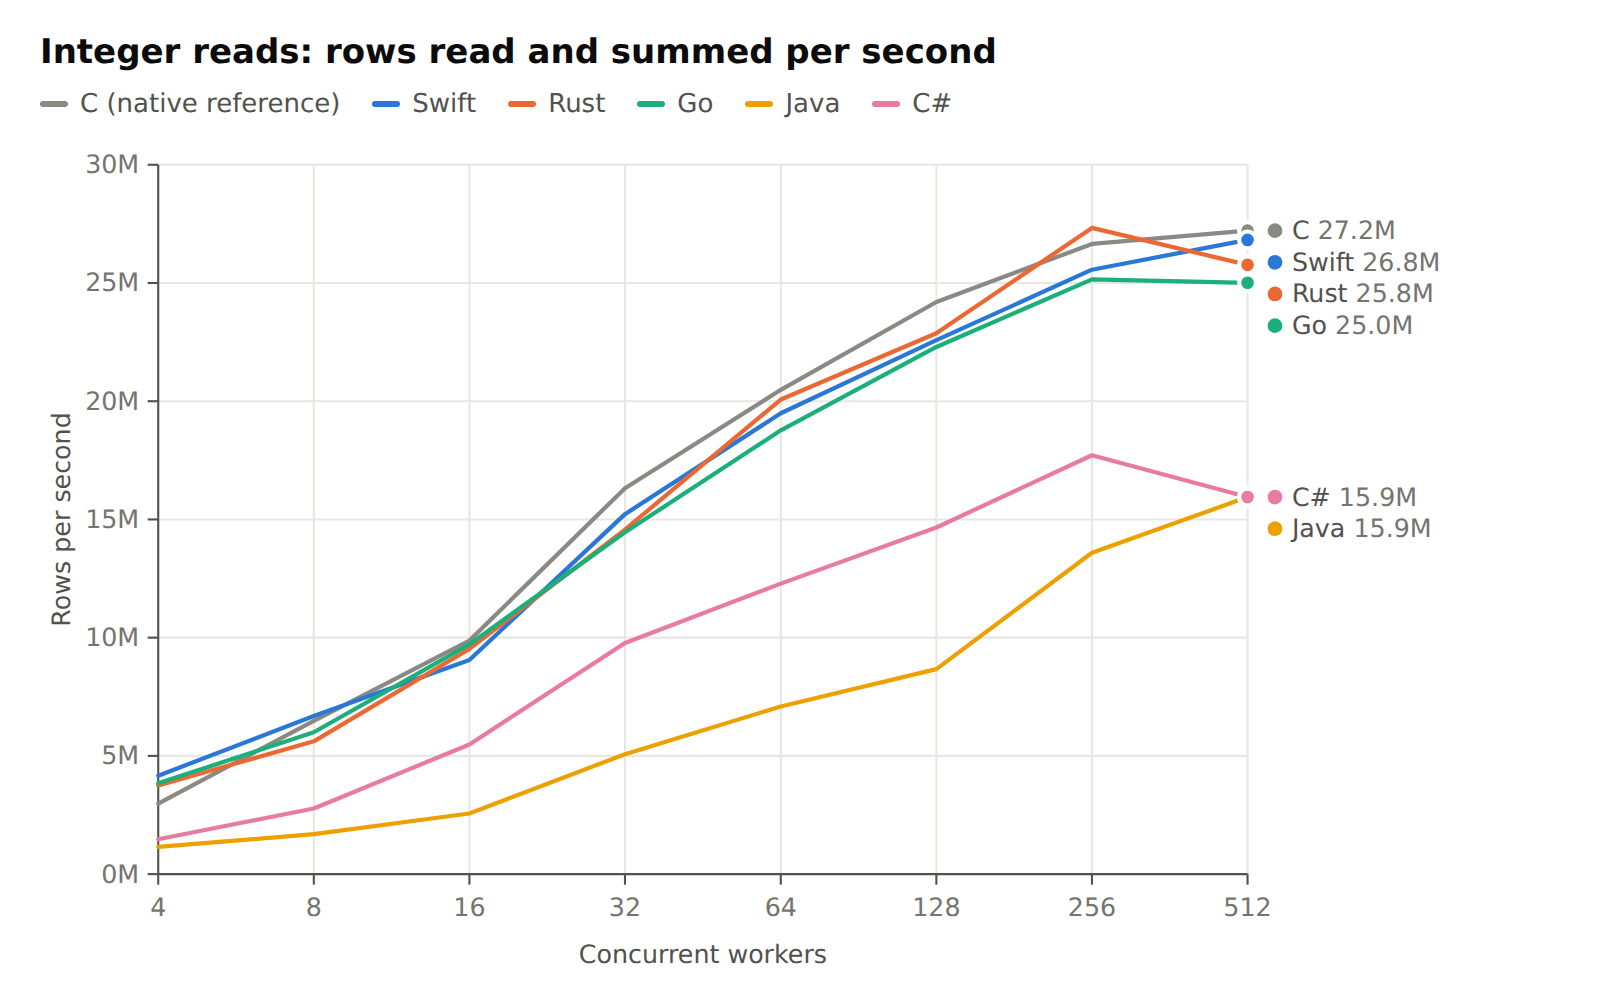 Integer reads: rows read and summed per second
C (native reference) Swift Rust Go Java C#
30M
25M
20M
15M
10M
5M
0M
Rows per second
4 8 16 32 64 128 256 512
Concurrent workers
C 27.2M
Swift 26.8M
Rust 25.8M
Go 25.0M
C# 15.9M
Java 15.9M